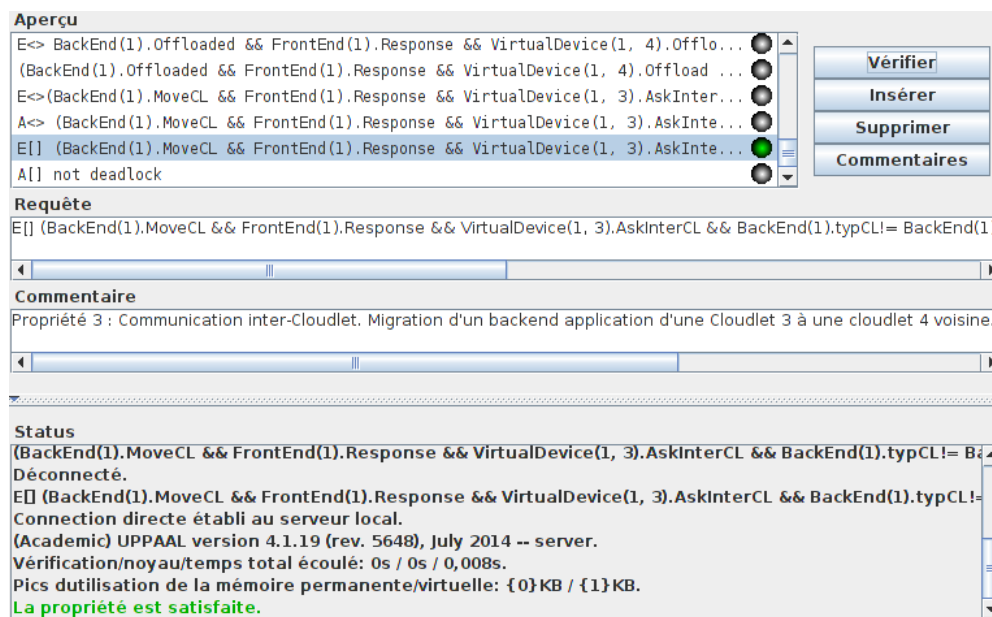 Aperçu
E<> BackEnd(1).Offloaded && FrontEnd(1).Response && VirtualDevice(1, 4).Offlo...
(BackEnd(1).Offloaded && FrontEnd(1).Response && VirtualDevice(1, 4).Offload ...
E<>(BackEnd(1).MoveCL && FrontEnd(1).Response && VirtualDevice(1, 3).AskInter...
A<> (BackEnd(1).MoveCL && FrontEnd(1).Response && VirtualDevice(1, 3).AskInte...
E[] (BackEnd(1).MoveCL && FrontEnd(1).Response && VirtualDevice(1, 3).AskInte...
A[] not deadlock
Vérifier
Insérer
Supprimer
Commentaires
Requête
E[] (BackEnd(1).MoveCL && FrontEnd(1).Response && VirtualDevice(1, 3).AskInterCL && BackEnd(1).typCL!= BackEnd(1)
Commentaire
Propriété 3 : Communication inter-Cloudlet. Migration d'un backend application d'une Cloudlet 3 à une cloudlet 4 voisine.
Status
(BackEnd(1).MoveCL && FrontEnd(1).Response && VirtualDevice(1, 3).AskInterCL && BackEnd(1).typCL!= Ba
Déconnecté.
E[] (BackEnd(1).MoveCL && FrontEnd(1).Response && VirtualDevice(1, 3).AskInterCL && BackEnd(1).typCL!=
Connection directe établi au serveur local.
(Academic) UPPAAL version 4.1.19 (rev. 5648), July 2014 -- server.
Vérification/noyau/temps total écoulé: 0s / 0s / 0,008s.
Pics dutilisation de la mémoire permanente/virtuelle: {0}KB / {1}KB.
La propriété est satisfaite.